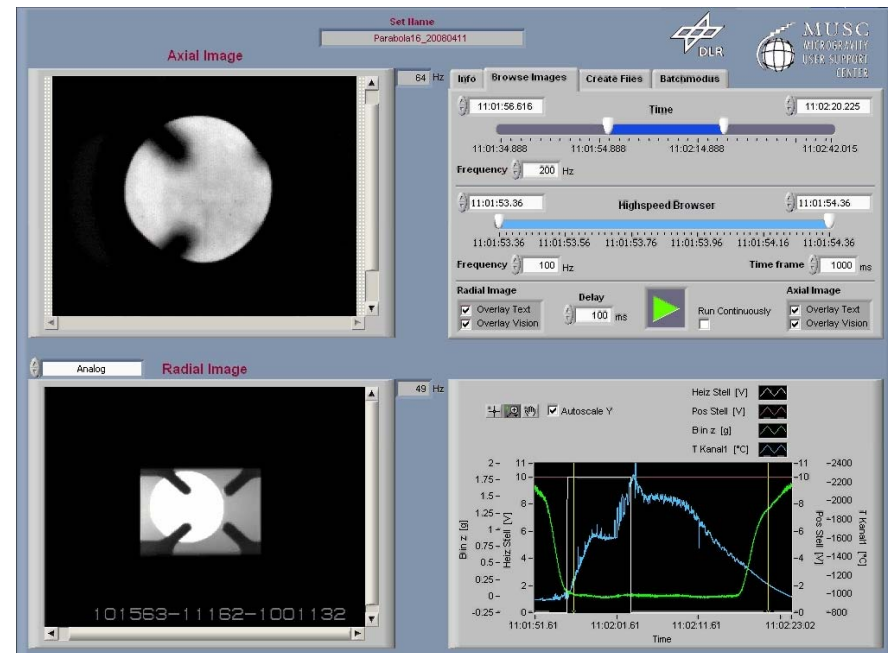 Set Name
Parabola16_20080411
DLR
MUSC
MICROGRAVITY
USER SUPPORT
CENTER
Axial Image
64 Hz
Info Browse Images Create Files Batchmodus
11:01:56.616 Time 11:02:20.225
11:01:34.888 11:01:54.888 11:02:14.888 11:02:42.015
Frequency 200 Hz
11:01:53.36 Highspeed Browser 11:01:54.36
11:01:53.36 11:01:53.56 11:01:53.76 11:01:53.96 11:01:54.16 11:01:54.36
Frequency 100 Hz Time frame 1000 ms
Radial Image Delay Axial Image
Overlay Text 100 ms Run Continuously Overlay Text
Overlay Vision Overlay Vision
Analog Radial Image
49 Hz
101563-11162-1001132
Heiz Stell [V]
Autoscale Y Pos Stell [V]
B in z [g]
T Kanal1 [°C]
2 11 11 2400
1.75 10 10 2200
1.5 8 8 2000
1.25 1800
1 6 6 1600
0.75
0.5 4 4 1400
0.25 2 2 1200
0 1000
-0.25 0 0 800
B in z [g]
Heiz Stell [V]
Pos Stell [V]
T Kanal1 [°C]
11:01:51.61 11:02:01.61 11:02:11.61 11:02:23.02
Time